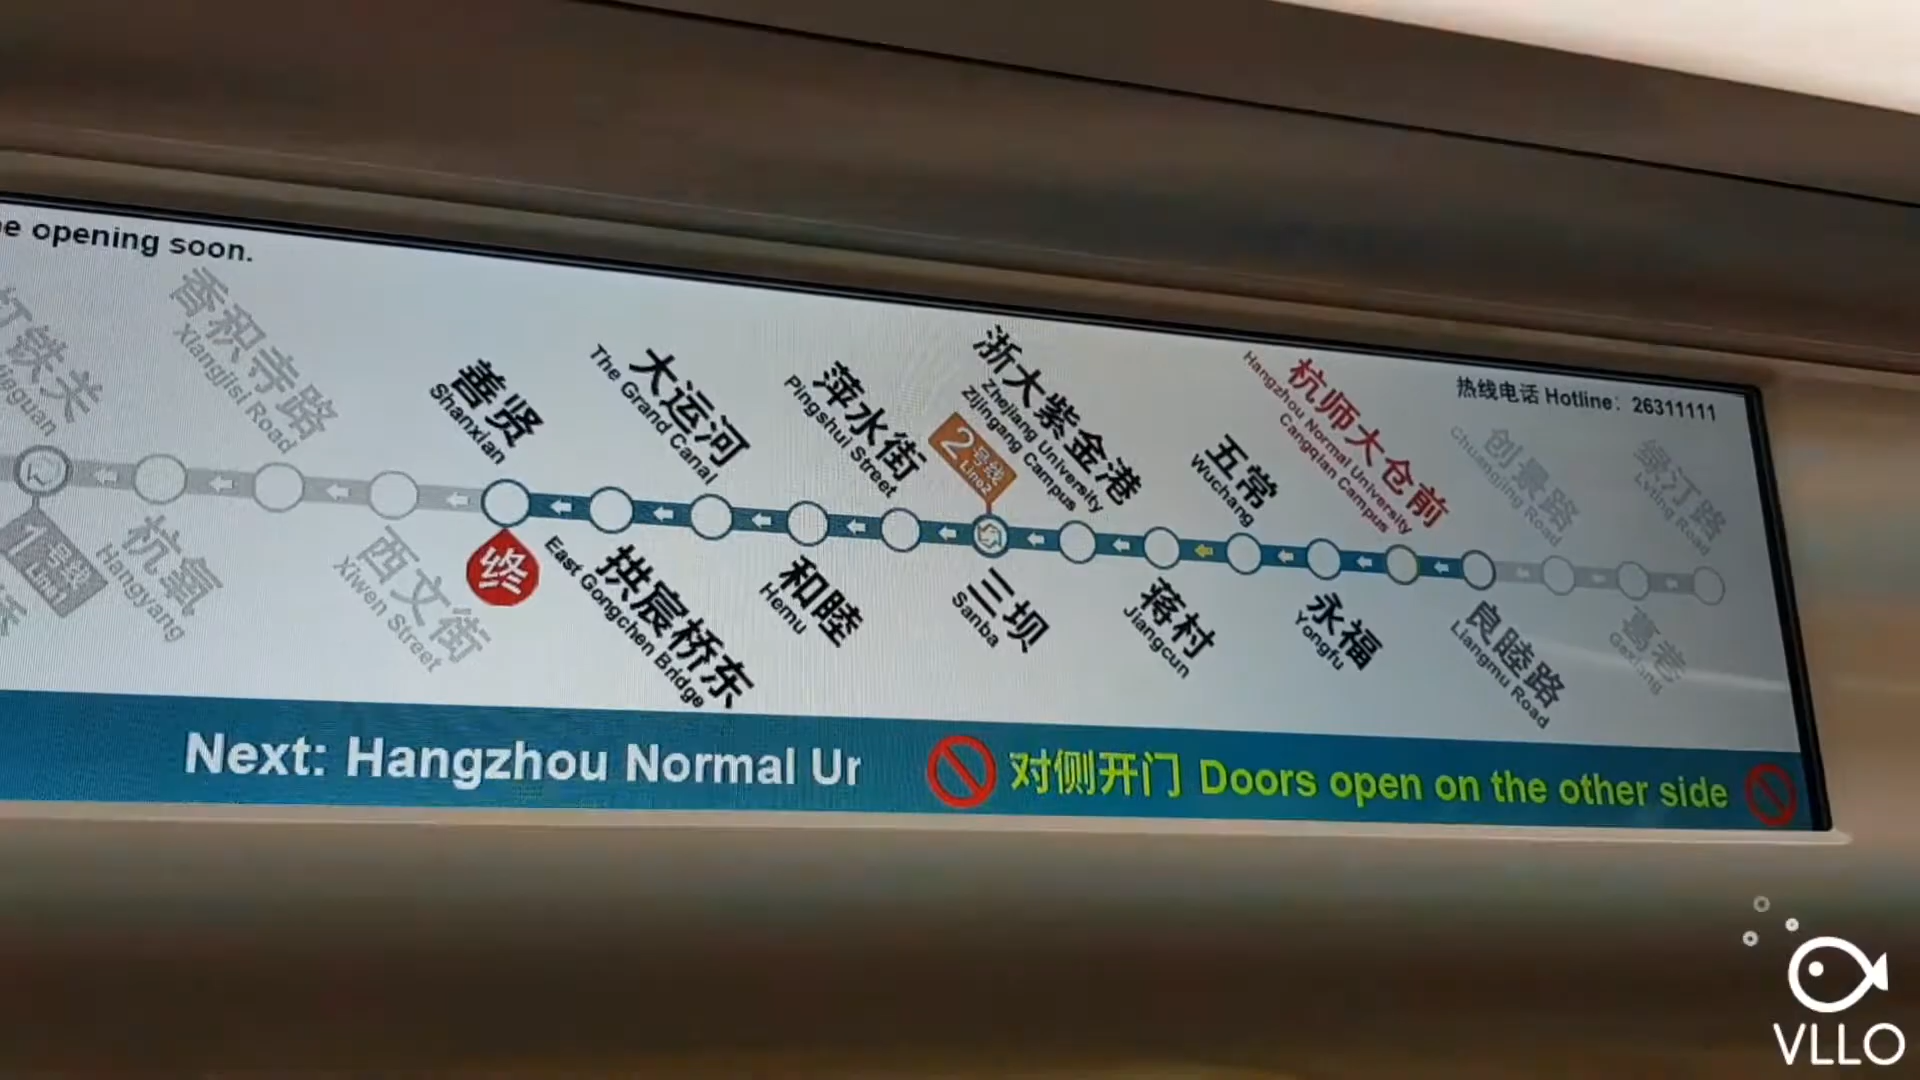 opening soon.
热线电话 Hotline: 26311111
铁关
香积寺路
Xiangjisi Road
善贤
Shanxian
大运河
The Grand Canal
萍水街
Pingshui Street
2号线
Line2
浙大紫金港
Zhejiang University
Zijingang Campus
五常
Wuchang
杭师大仓前
Hangzhou Normal University
Cangqian Campus
创景路
Chuangjing Road
绿汀路
Lvting Road
1号线
Line1
杭氧
Hangyang
西文街
Xiwen Street
终
拱宸桥东
East Gongchen Bridge
和睦
Hemu
三坝
Sanba
蒋村
Jiangcun
永福
Yongfu
良睦路
Liangmu Road
葛巷
Gexiang
Next: Hangzhou Normal Ur
对侧开门 Doors open on the other side
VLLO